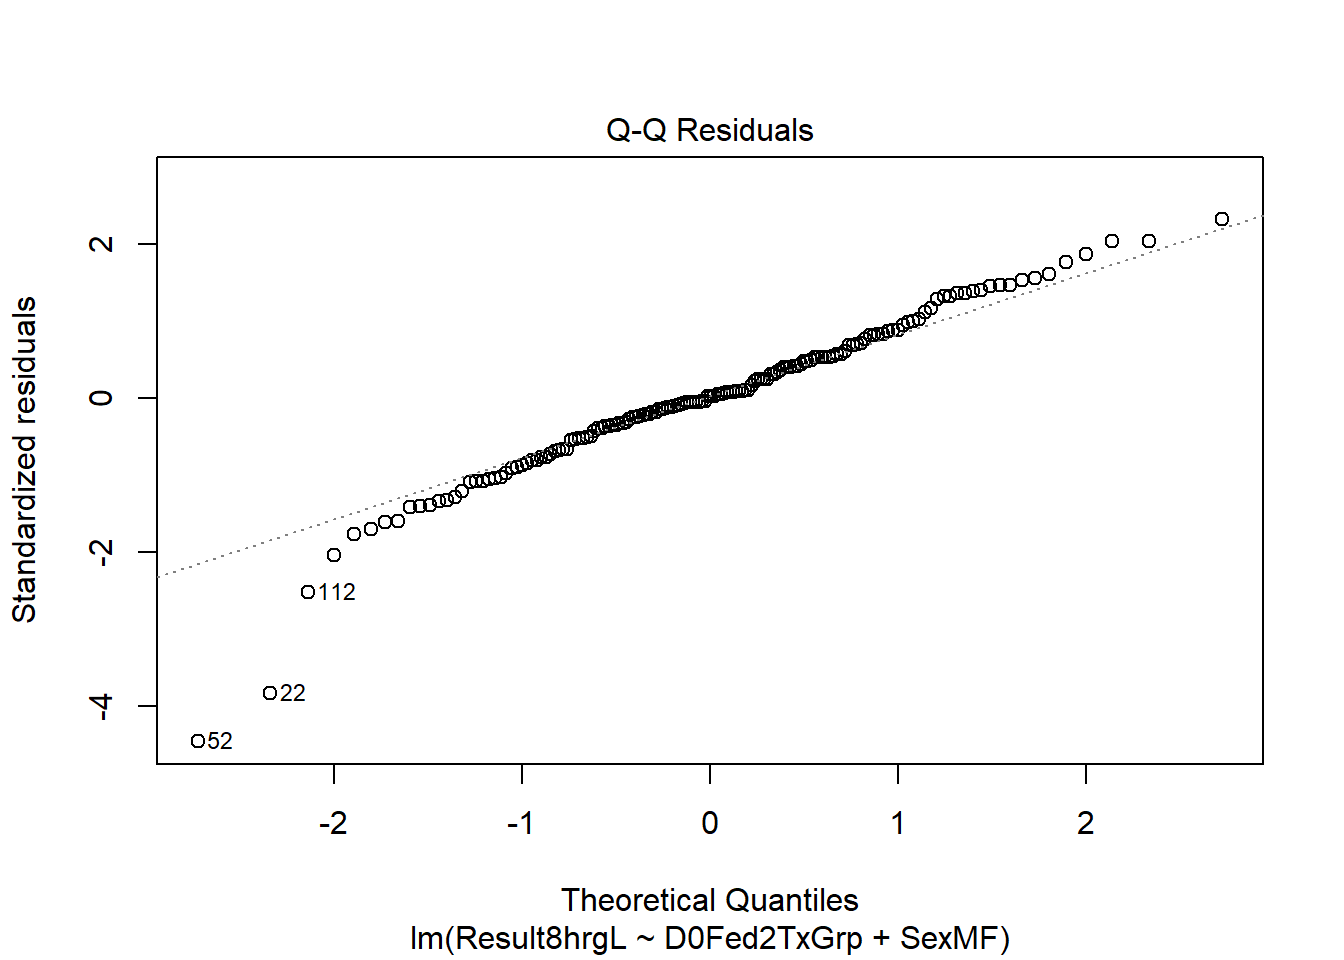 Q-Q Residuals
Standardized residuals
2
0
-2
-4
112
22
52
-2 -1 0 1 2
Theoretical Quantiles
lm(Result8hrgL ~ D0Fed2TxGrp + SexMF)